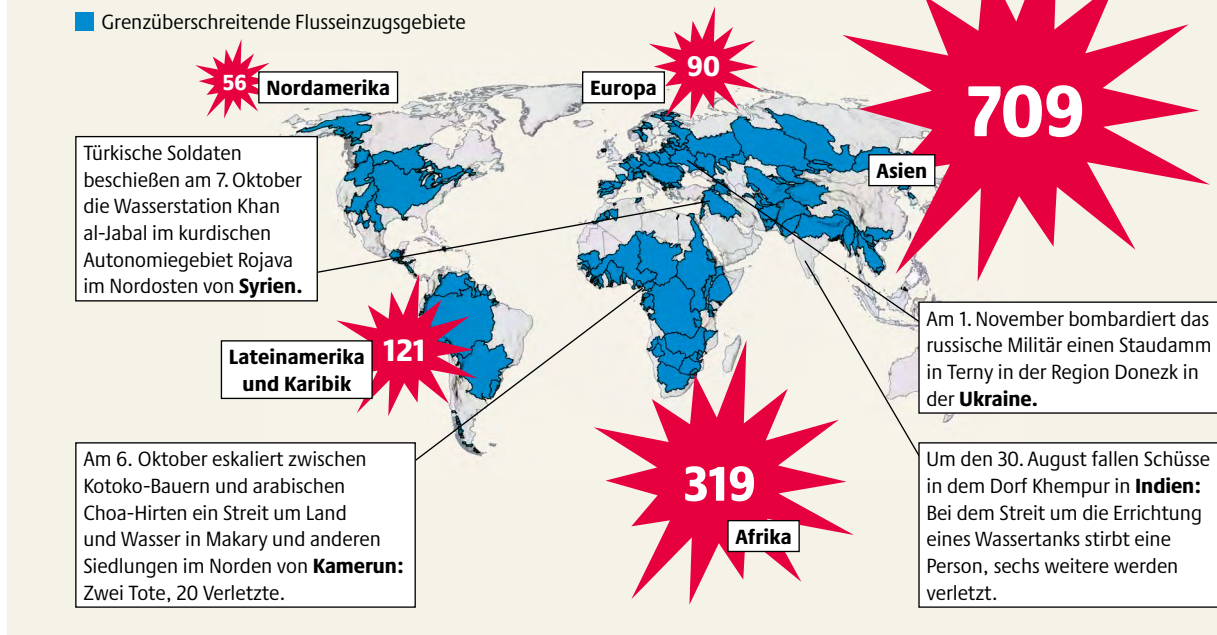 Grenzüberschreitende Flusseinzugsgebiete
56
Nordamerika
Europa
90
709
Asien
Türkische Soldaten
beschießen am 7. Oktober
die Wasserstation Khan
al-Jabal im kurdischen
Autonomiegebiet Rojava
im Nordosten von Syrien.
Lateinamerika
und Karibik
121
Am 1. November bombardiert das
russische Militär einen Staudamm
in Terny in der Region Donezk in
der Ukraine.
Am 6. Oktober eskaliert zwischen
Kotoko-Bauern und arabischen
Choa-Hirten ein Streit um Land
und Wasser in Makary und anderen
Siedlungen im Norden von Kamerun:
Zwei Tote, 20 Verletzte.
319
Afrika
Um den 30. August fallen Schüsse
in dem Dorf Khempur in Indien:
Bei dem Streit um die Errichtung
eines Wassertanks stirbt eine
Person, sechs weitere werden
verletzt.